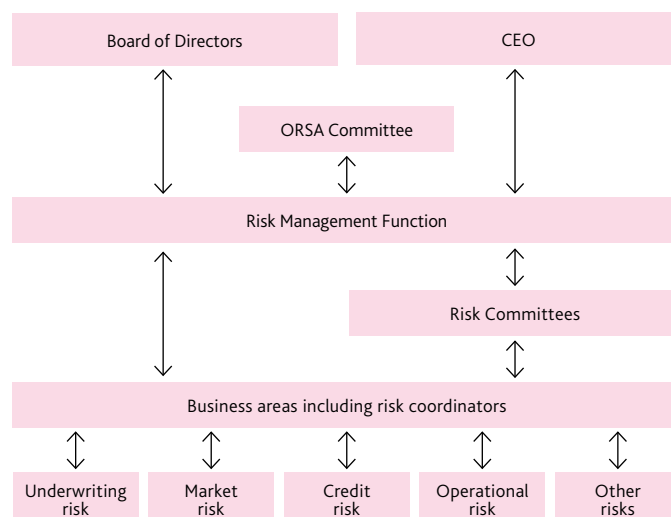 Board of Directors
CEO
ORSA Committee
Risk Management Function
Risk Committees
Business areas including risk coordinators
Underwriting
risk
Market
risk
Credit
risk
Operational
risk
Other
risks